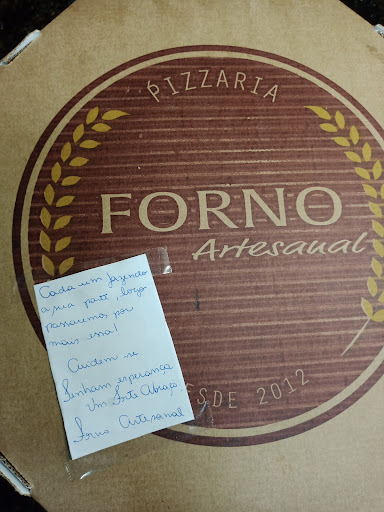 PIZZARIA
FORNO
Artesanal
DESDE 2012
Cada um fazendo
a sua parte, logo
passaremos por
mais essa!
Cuidem se
Tenham esperança
Um Forte Abraço
Forno Artesanal